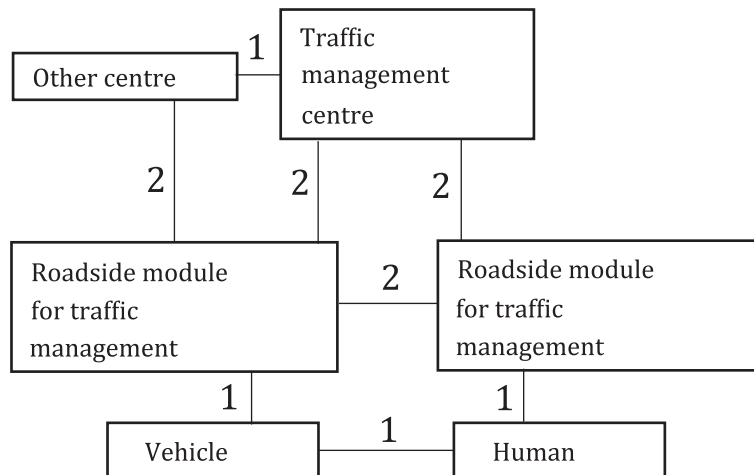 Traffic
management
centre
1
Other centre
2
2
2
Roadside module
for traffic
management
2
Roadside module
for traffic
management
1
1
Vehicle
1
Human